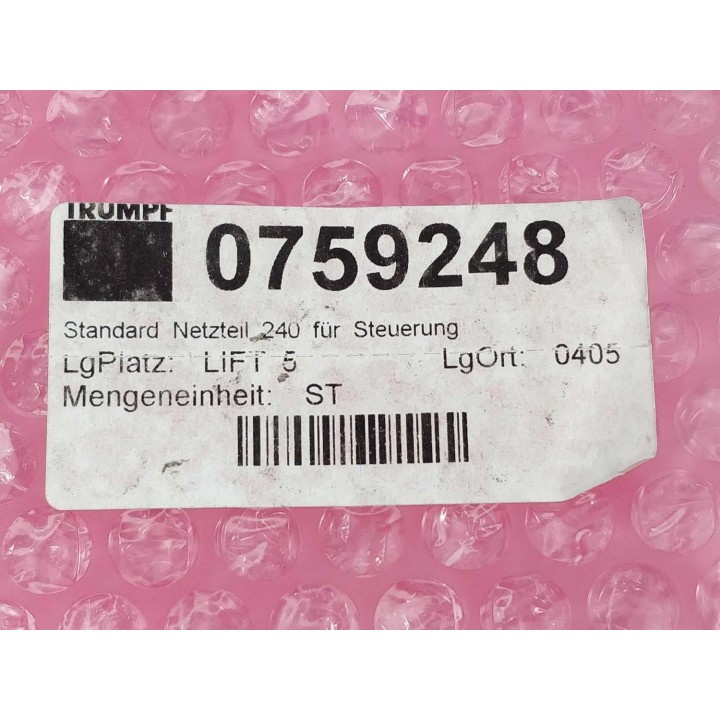 TRUMPF
0759248
Standard Netzteil 240 für Steuerung
LgPlatz: LIFT 5 LgOrt: 0405
Mengeneinheit: ST